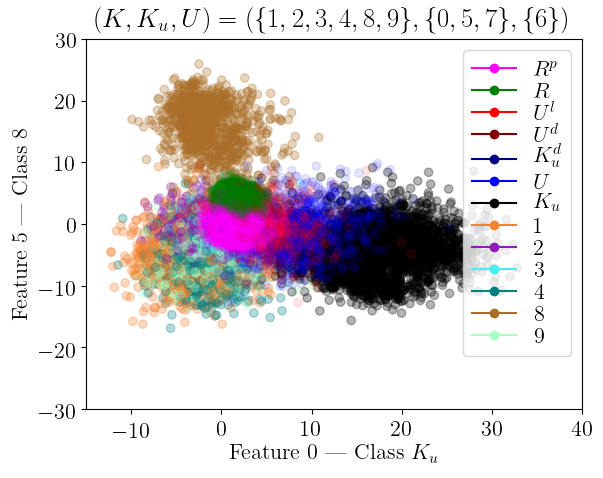 (K, K_u, U) = ({1, 2, 3, 4, 8, 9}, {0, 5, 7}, {6})
30
20
10
0
−10
−20
−30
Feature 5 — Class 8
R^p
R
U^l
U^d
K_u^d
U
K_u
1
2
3
4
8
9
−10 0 10 20 30 40
Feature 0 — Class K_u